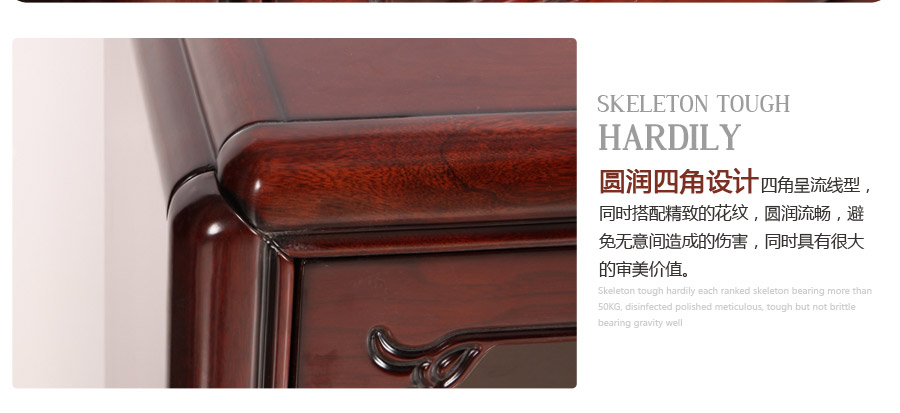 SKELETON TOUGH
HARDILY
圆润四角设计四角呈流线型，
同时搭配精致的花纹，圆润流畅，避
免无意间造成的伤害，同时具有很大
的审美价值。
Skeleton tough hardily each ranked skeleton bearing more than
50KG, disinfected polished meticulous, tough but not brittle
bearing gravity well